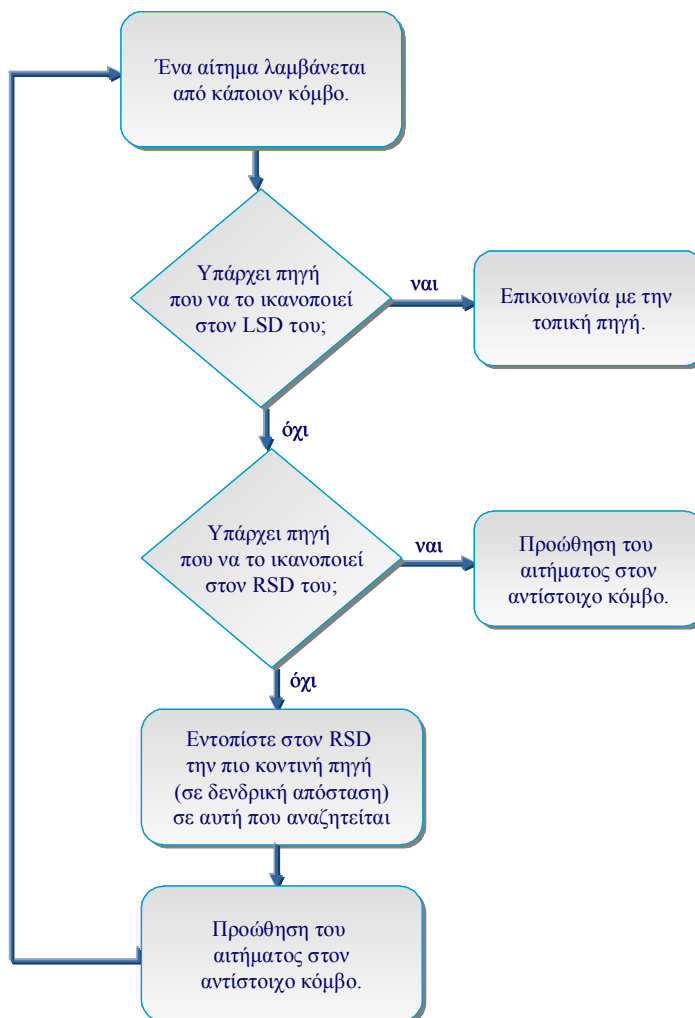 Ένα αίτημα λαμβάνεται
από κάποιον κόμβο.
Υπάρχει πηγή
που να το ικανοποιεί
στον LSD του;
ναι
Επικοινωνία με την
τοπική πηγή.
όχι
Υπάρχει πηγή
που να το ικανοποιεί
στον RSD του;
ναι
Προώθηση του
αιτήματος στον
αντίστοιχο κόμβο.
όχι
Εντοπίστε στον RSD
την πιο κοντινή πηγή
(σε δενδρική απόσταση)
σε αυτή που αναζητείται
Προώθηση του
αιτήματος στον
αντίστοιχο κόμβο.